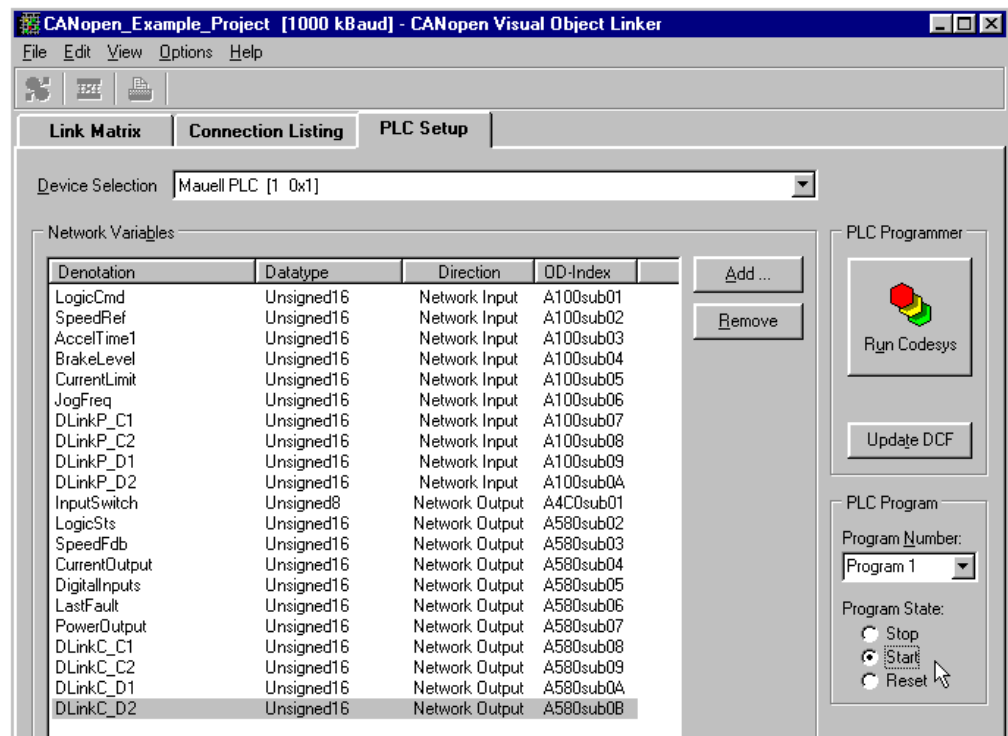 CANopen_Example_Project [1000 kBaud] - CANopen Visual Object Linker
File Edit View Options Help
Link Matrix Connection Listing PLC Setup
Device Selection Mauell PLC [1 0x1]
Network Variables
Denotation Datatype Direction OD-Index
LogicCmd Unsigned16 Network Input A100sub01
SpeedRef Unsigned16 Network Input A100sub02
AccelTime1 Unsigned16 Network Input A100sub03
BrakeLevel Unsigned16 Network Input A100sub04
CurrentLimit Unsigned16 Network Input A100sub05
JogFreq Unsigned16 Network Input A100sub06
DLinkP_C1 Unsigned16 Network Input A100sub07
DLinkP_C2 Unsigned16 Network Input A100sub08
DLinkP_D1 Unsigned16 Network Input A100sub09
DLinkP_D2 Unsigned16 Network Input A100sub0A
InputSwitch Unsigned8 Network Output A4C0sub01
LogicSts Unsigned16 Network Output A580sub02
SpeedFdb Unsigned16 Network Output A580sub03
CurrentOutput Unsigned16 Network Output A580sub04
DigitalInputs Unsigned16 Network Output A580sub05
LastFault Unsigned16 Network Output A580sub06
PowerOutput Unsigned16 Network Output A580sub07
DLinkC_C1 Unsigned16 Network Output A580sub08
DLinkC_C2 Unsigned16 Network Output A580sub09
DLinkC_D1 Unsigned16 Network Output A580sub0A
DLinkC_D2 Unsigned16 Network Output A580sub0B
Add ...
Remove
PLC Programmer
Run Codesys
Update DCF
PLC Program
Program Number:
Program 1
Program State:
Stop
Start
Reset